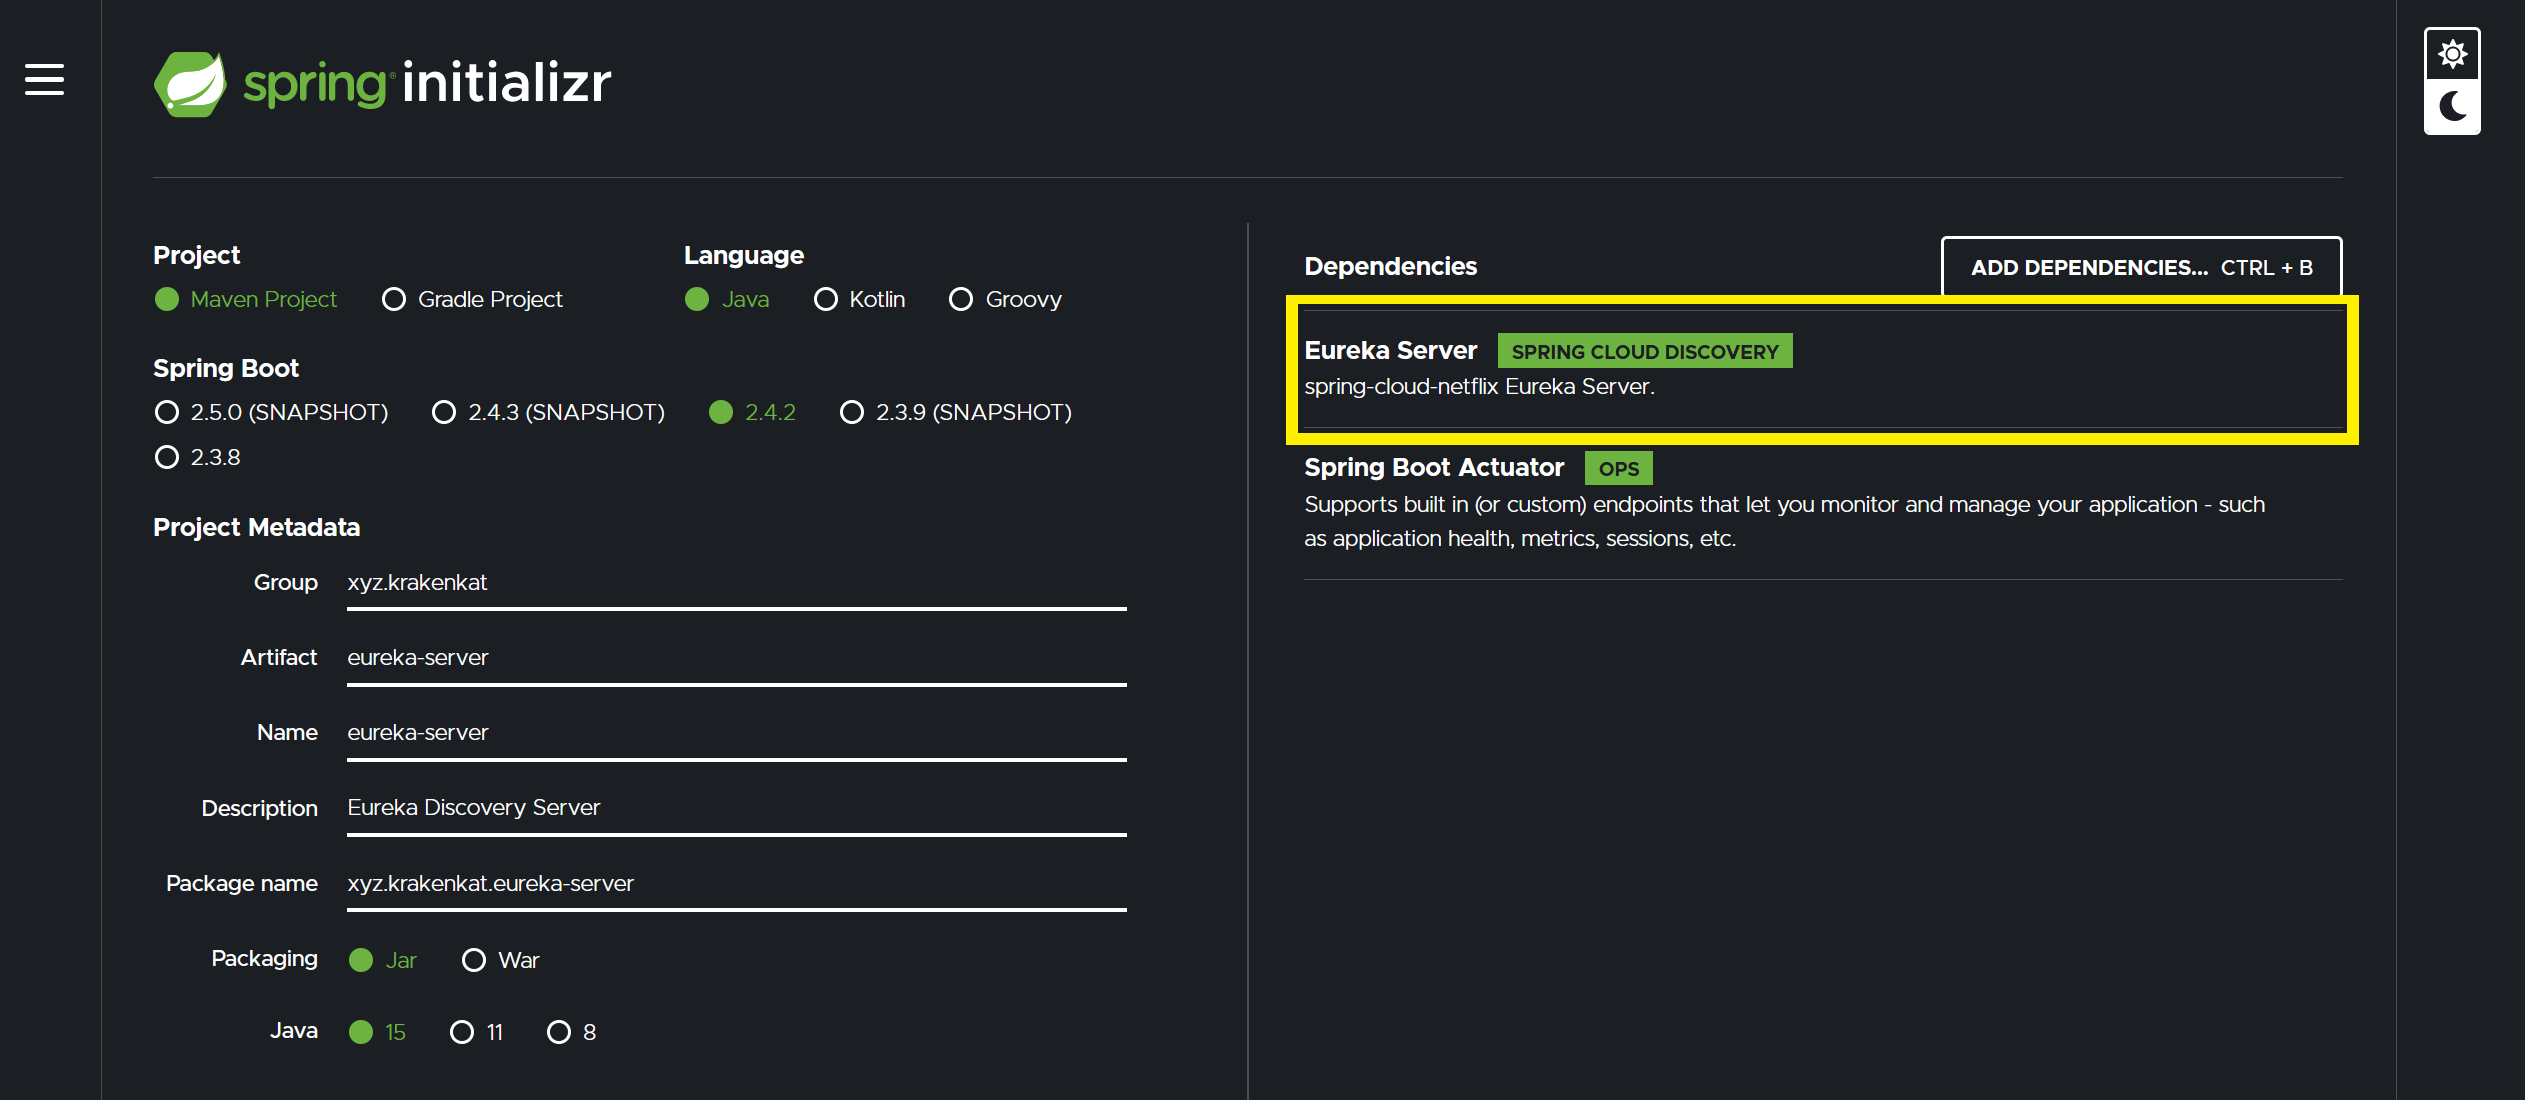 spring initializr
Project
Maven Project Gradle Project
Language
Java Kotlin Groovy
Spring Boot
2.5.0 (SNAPSHOT) 2.4.3 (SNAPSHOT) 2.4.2 2.3.9 (SNAPSHOT)
2.3.8
Project Metadata
Group xyz.krakenkat
Artifact eureka-server
Name eureka-server
Description Eureka Discovery Server
Package name xyz.krakenkat.eureka-server
Packaging Jar War
Java 15 11 8
Dependencies
ADD DEPENDENCIES... CTRL + B
Eureka Server SPRING CLOUD DISCOVERY
spring-cloud-netflix Eureka Server.
Spring Boot Actuator OPS
Supports built in (or custom) endpoints that let you monitor and manage your application - such
as application health, metrics, sessions, etc.